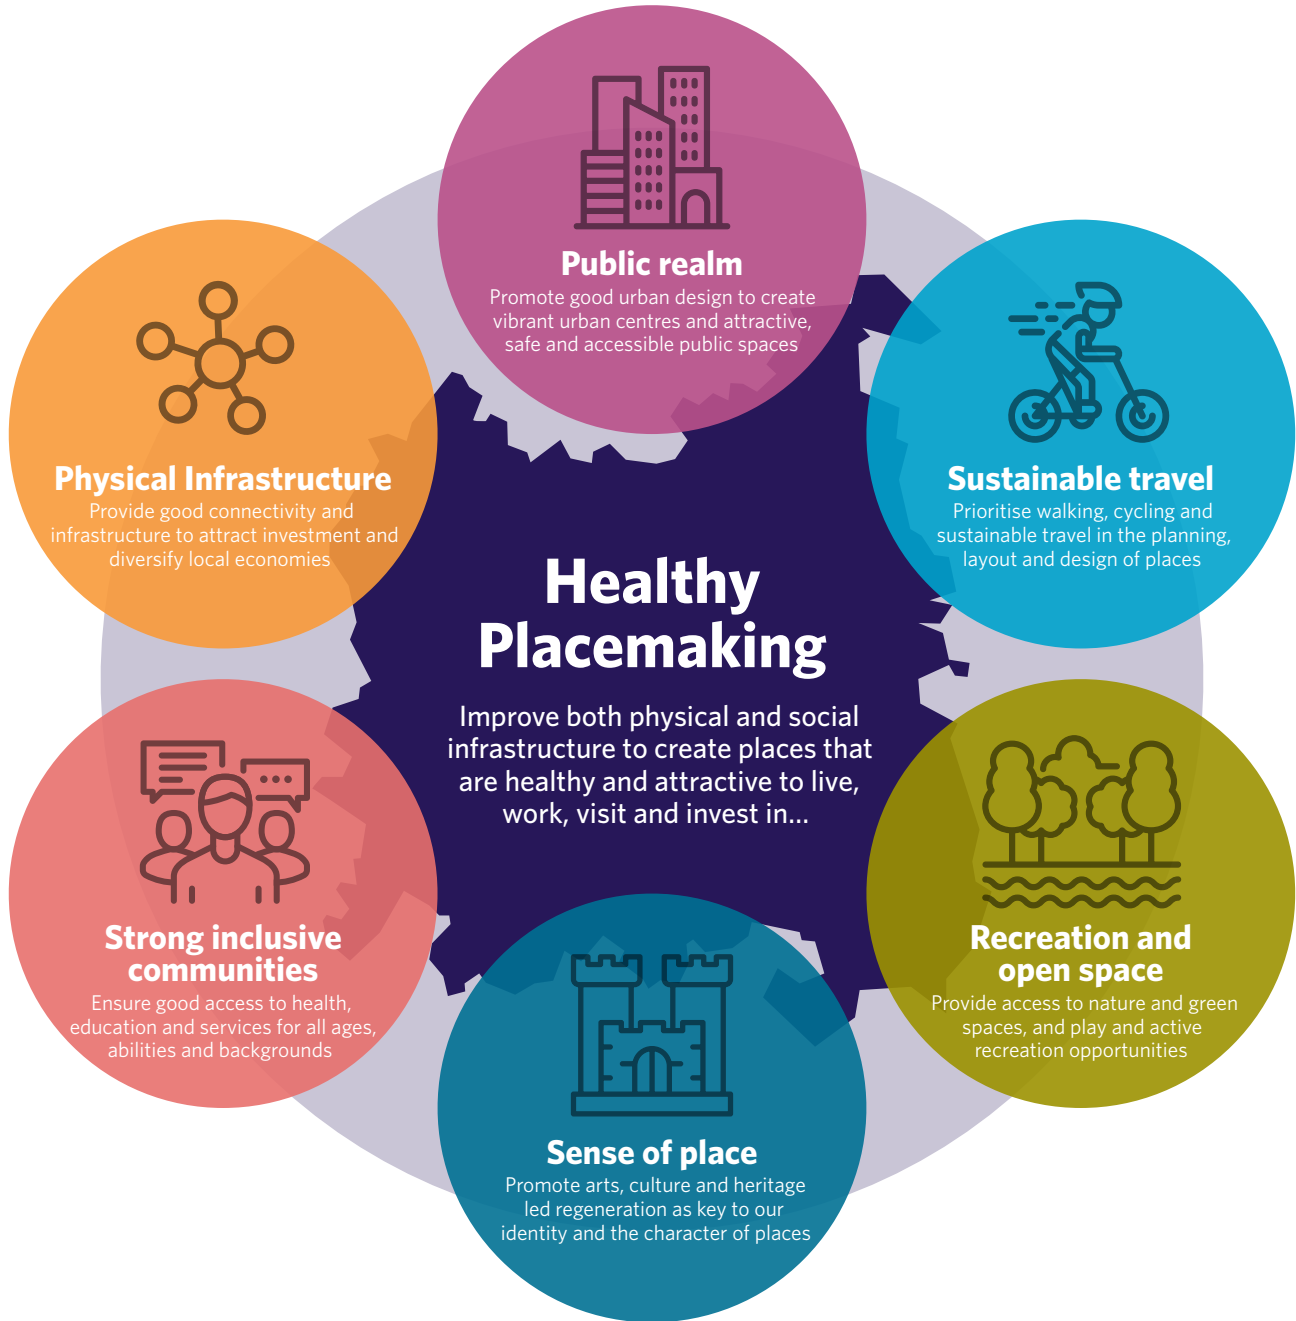 Public realm
Promote good urban design to create
vibrant urban centres and attractive,
safe and accessible public spaces
Physical Infrastructure
Provide good connectivity and
infrastructure to attract investment and
diversify local economies
Sustainable travel
Prioritise walking, cycling and
sustainable travel in the planning,
layout and design of places
Healthy
Placemaking
Improve both physical and social
infrastructure to create places that
are healthy and attractive to live,
work, visit and invest in...
Strong inclusive
communities
Ensure good access to health,
education and services for all ages,
abilities and backgrounds
Recreation and
open space
Provide access to nature and green
spaces, and play and active
recreation opportunities
Sense of place
Promote arts, culture and heritage
led regeneration as key to our
identity and the character of places